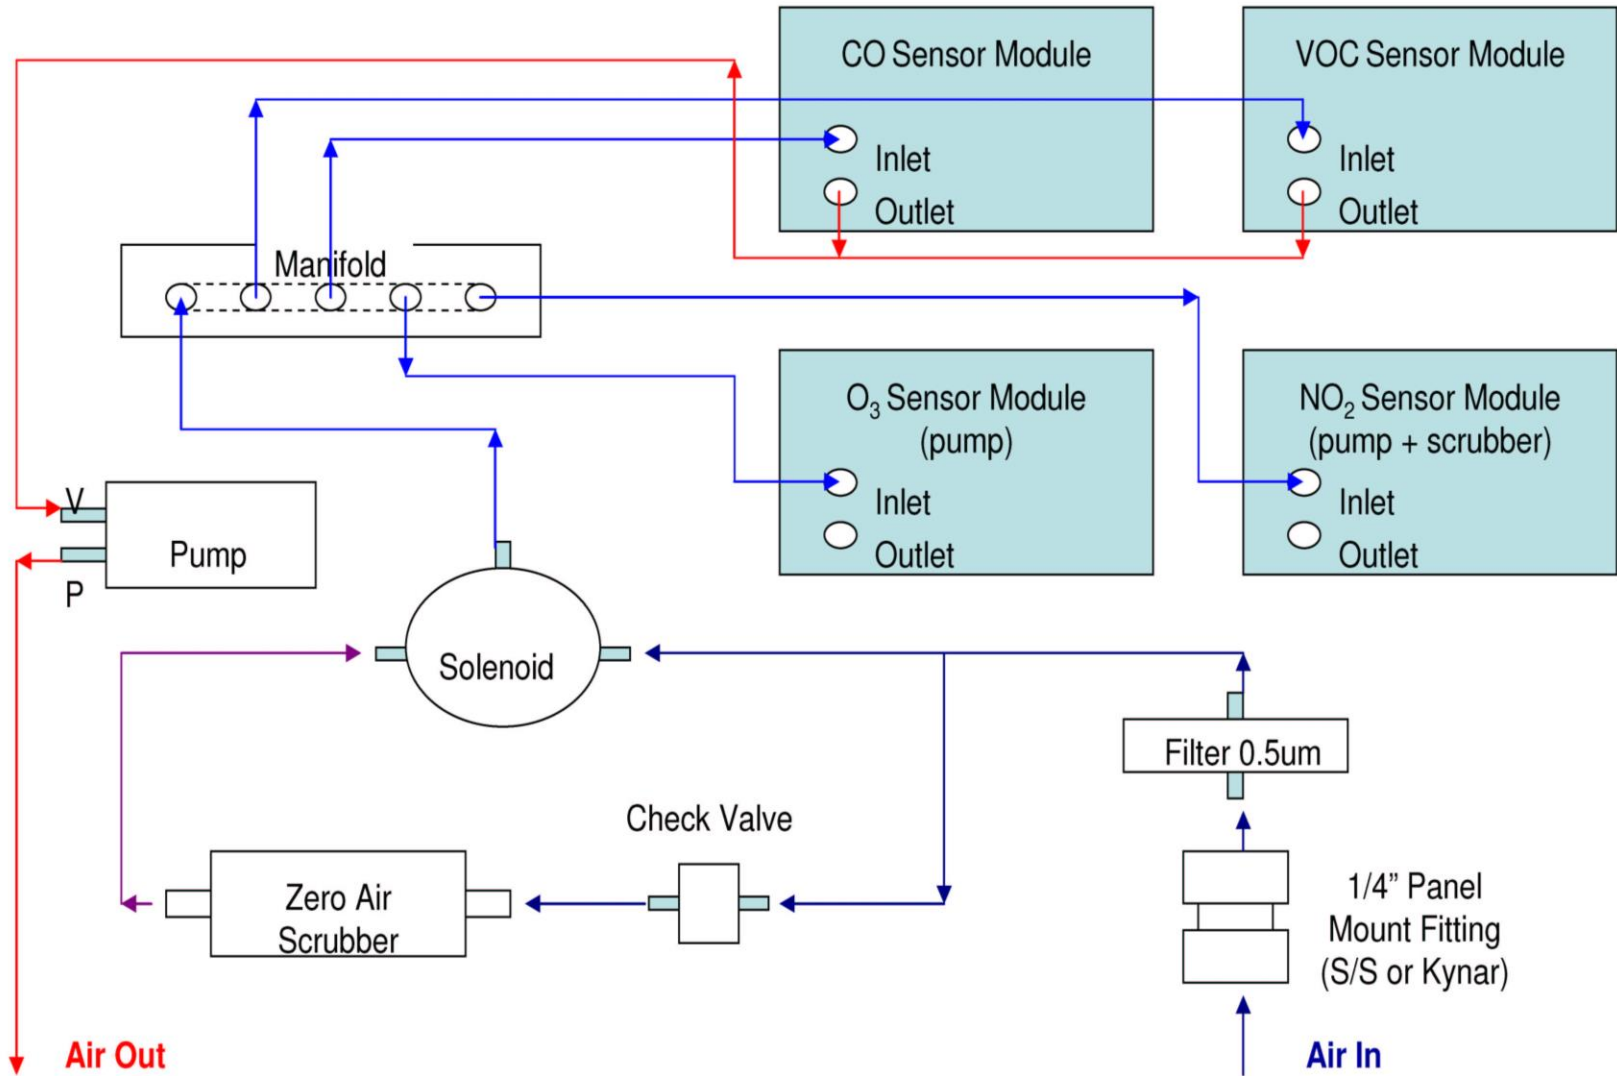 CO Sensor Module
Inlet
Outlet
VOC Sensor Module
Inlet
Outlet
Manifold
O₃ Sensor Module
(pump)
Inlet
Outlet
NO₂ Sensor Module
(pump + scrubber)
Inlet
Outlet
V
Pump
P
Solenoid
Filter 0.5um
Check Valve
Zero Air
Scrubber
1/4” Panel
Mount Fitting
(S/S or Kynar)
Air Out
Air In